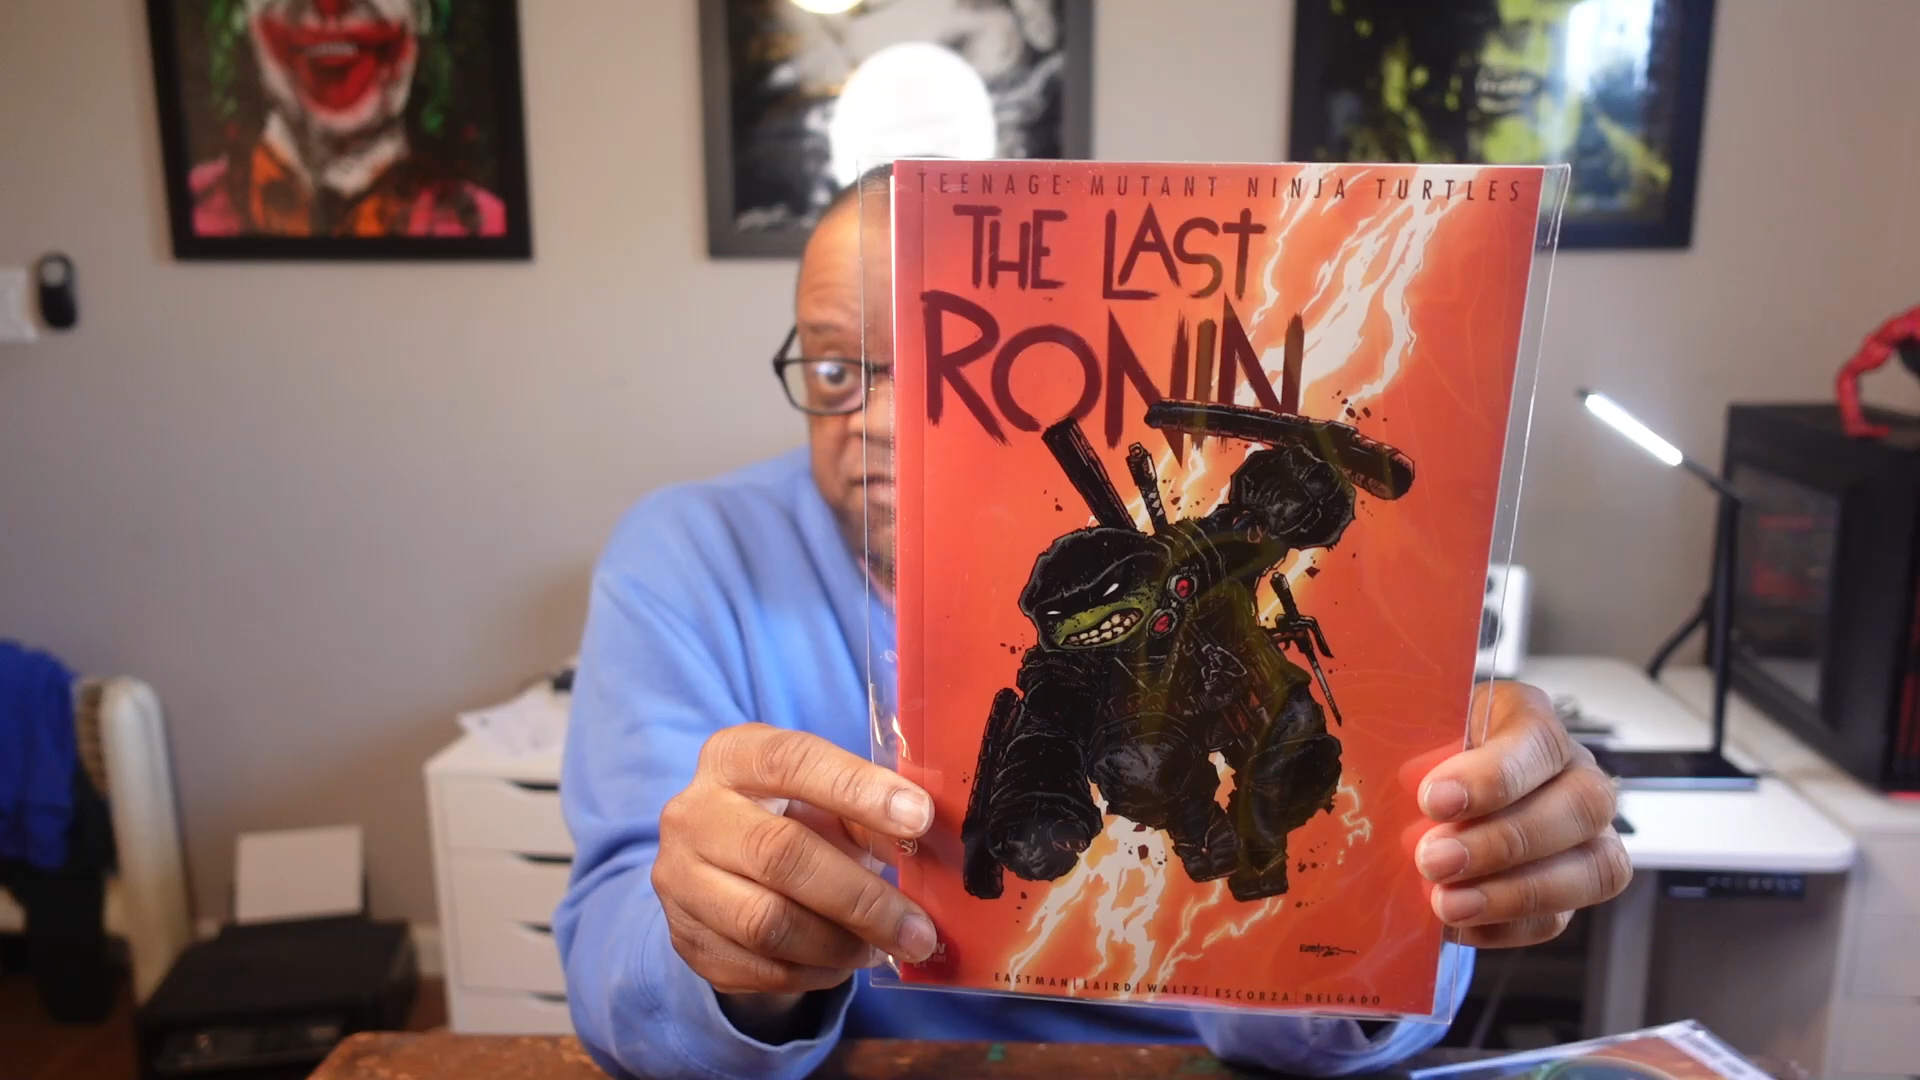 TEENAGE MUTANT NINJA TURTLES
THE LAST
RONIN
EASTMAN | LAIRD | WALTZ | ESCORZA | DELGADO